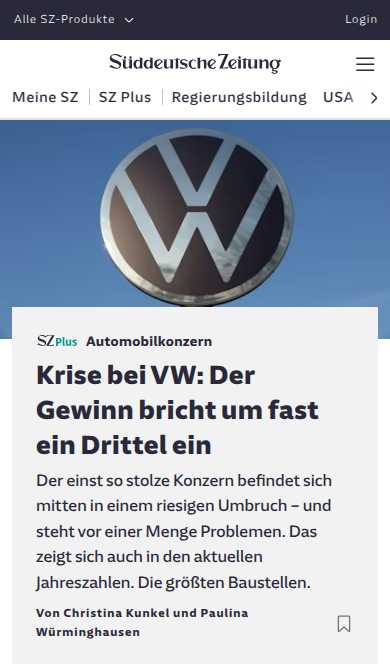 Alle SZ-Produkte
Login
Süddeutsche Zeitung
Meine SZ
SZ Plus
Regierungsbildung
USA
SZ Plus Automobilkonzern
Krise bei VW: Der
Gewinn bricht um fast
ein Drittel ein
Der einst so stolze Konzern befindet sich
mitten in einem riesigen Umbruch – und
steht vor einer Menge Problemen. Das
zeigt sich auch in den aktuellen
Jahreszahlen. Die größten Baustellen.
Von Christina Kunkel und Paulina
Würminghausen